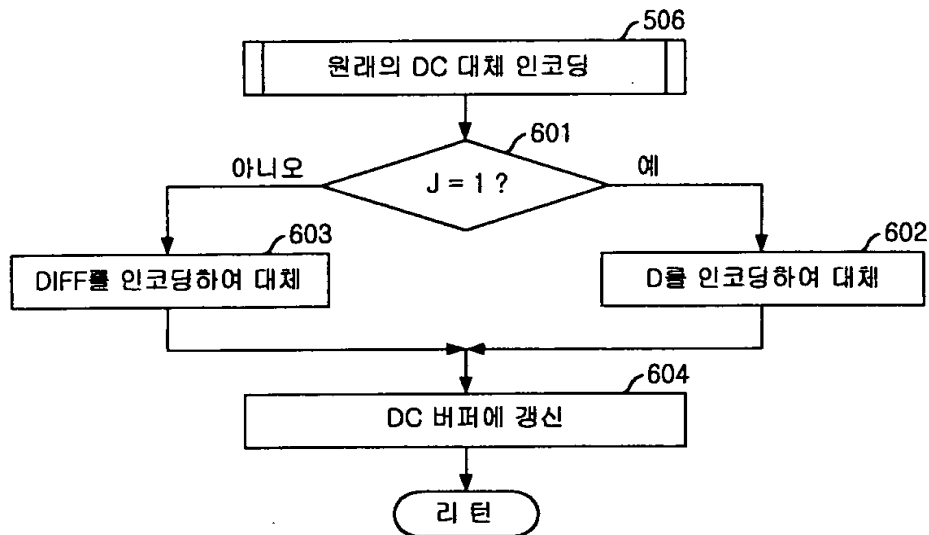 506
원래의 DC 대체 인코딩
601
아니오
J = 1 ?
예
603
602
DIFF를 인코딩하여 대체
D를 인코딩하여 대체
604
DC 버퍼에 갱신
리 턴